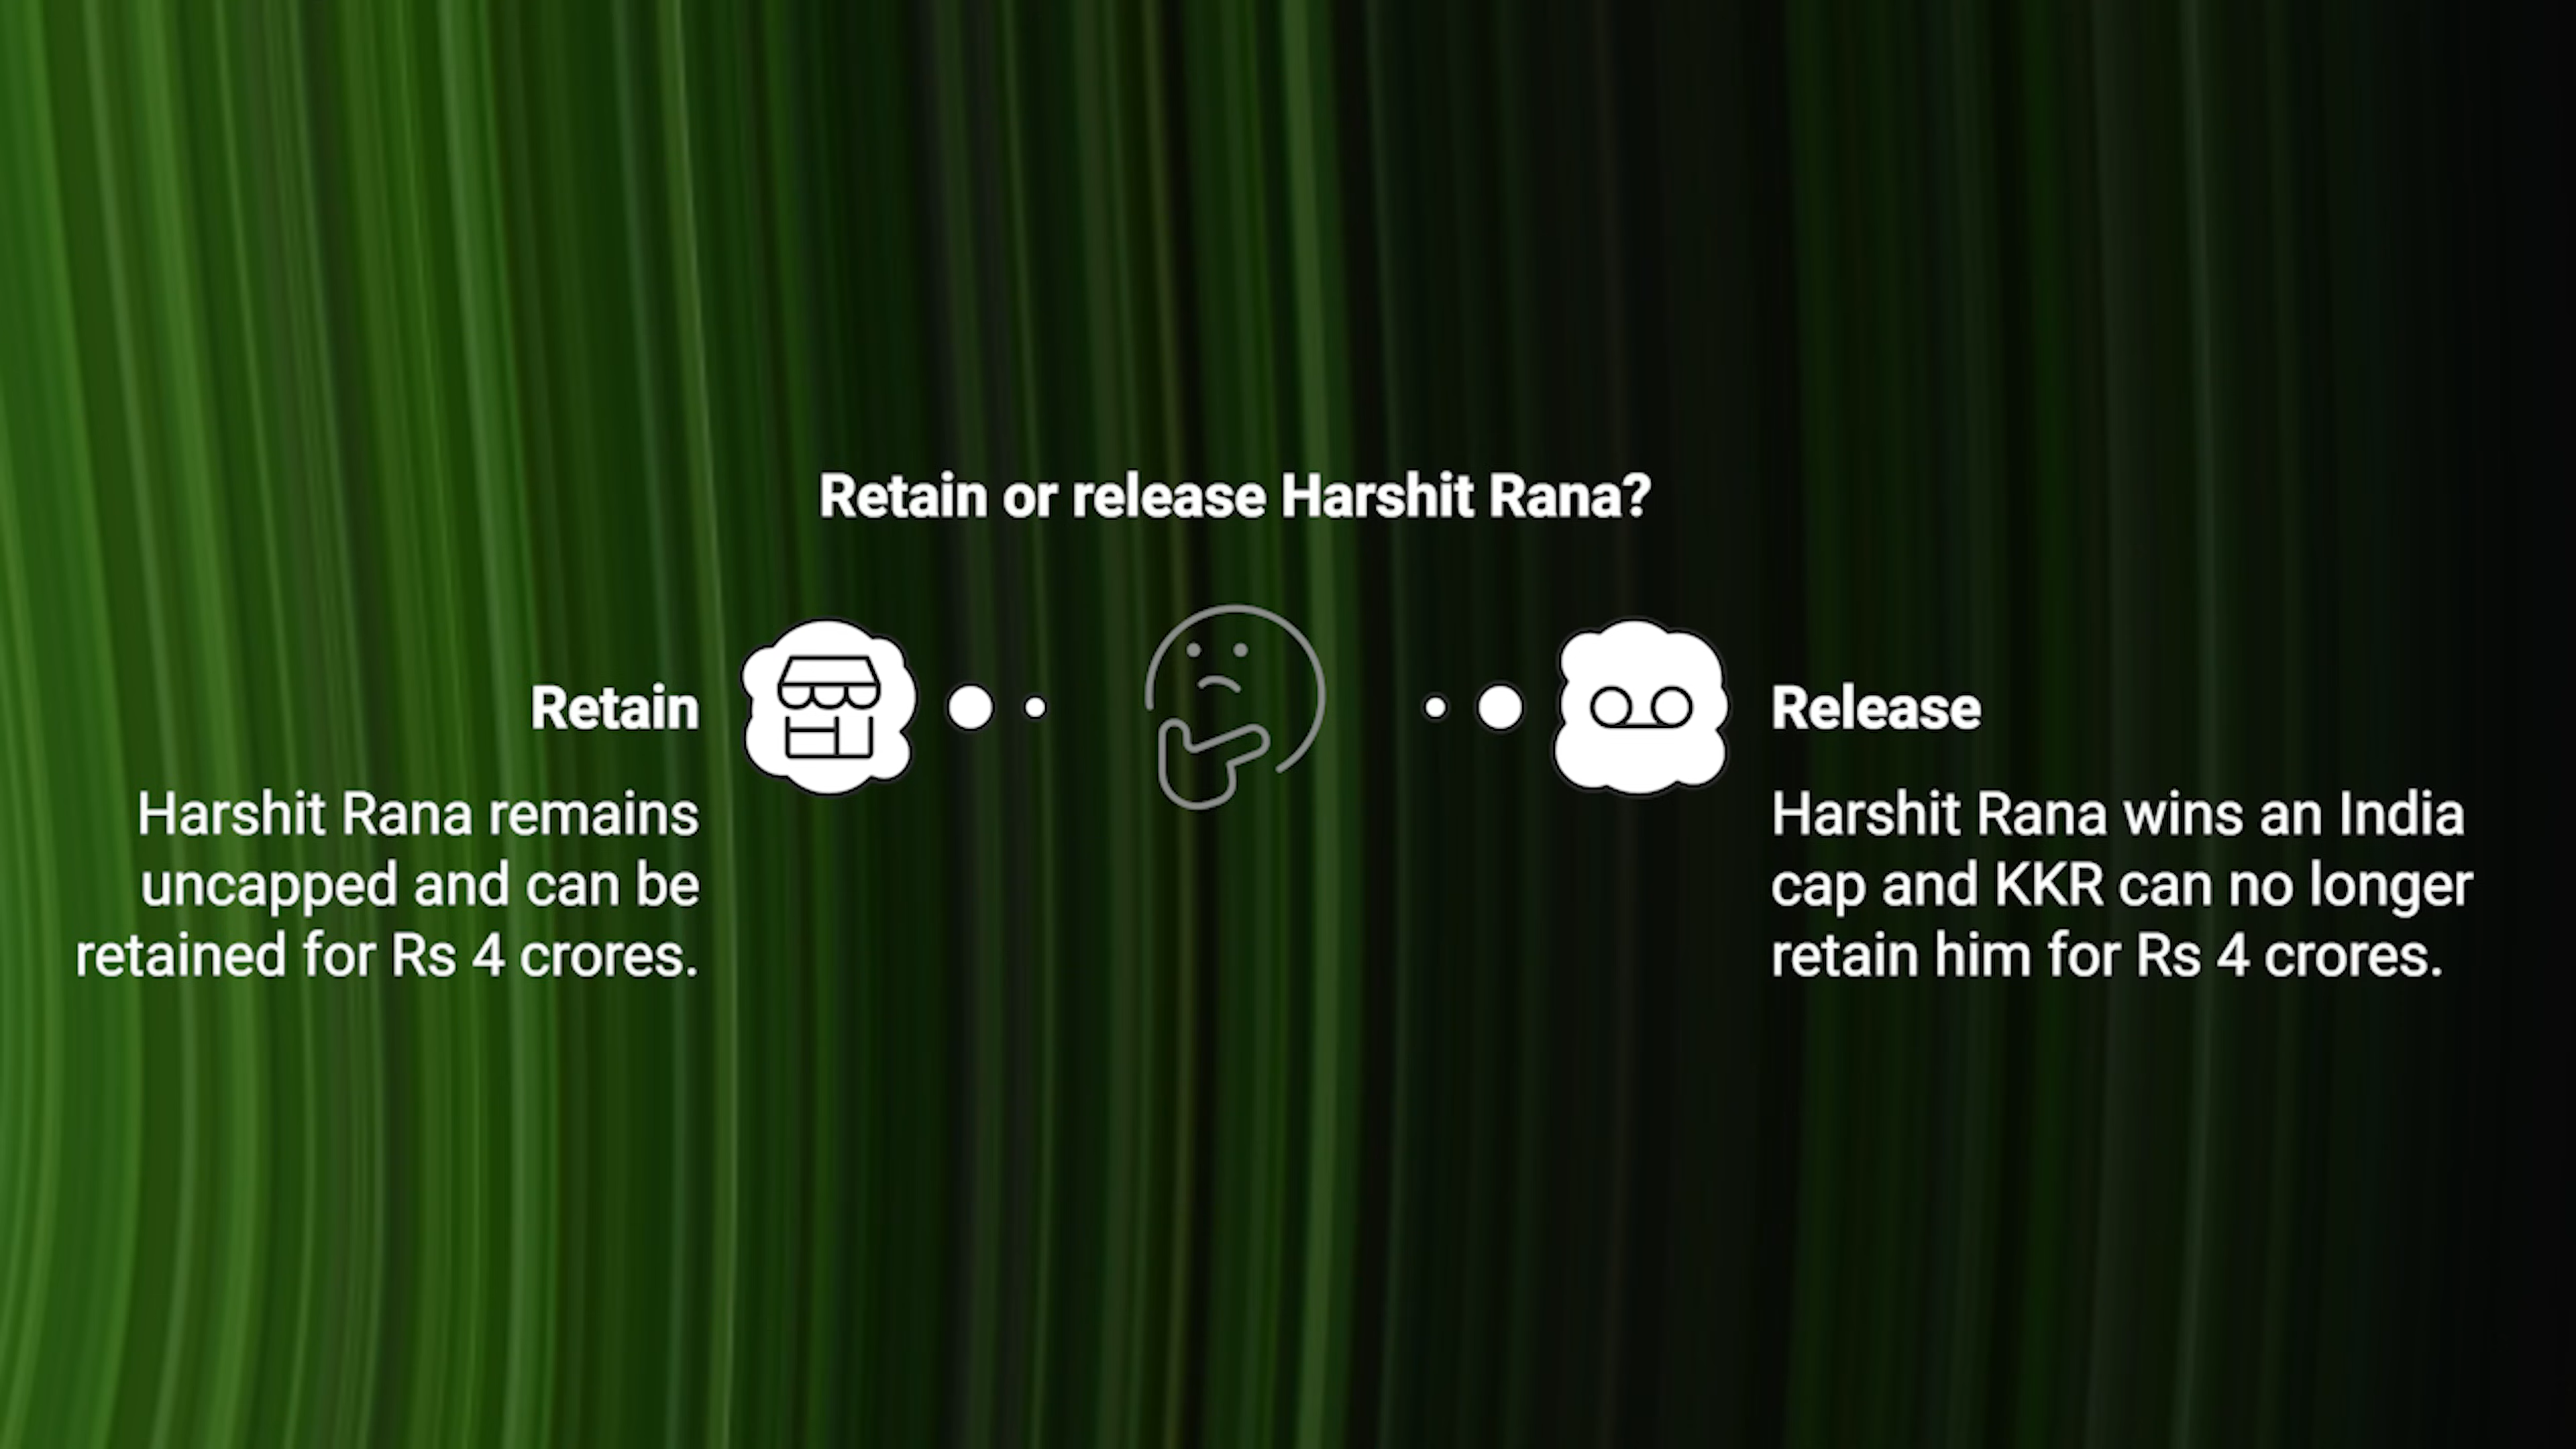 Retain or release Harshit Rana?
Retain
Harshit Rana remains
uncapped and can be
retained for Rs 4 crores.
Release
Harshit Rana wins an India
cap and KKR can no longer
retain him for Rs 4 crores.